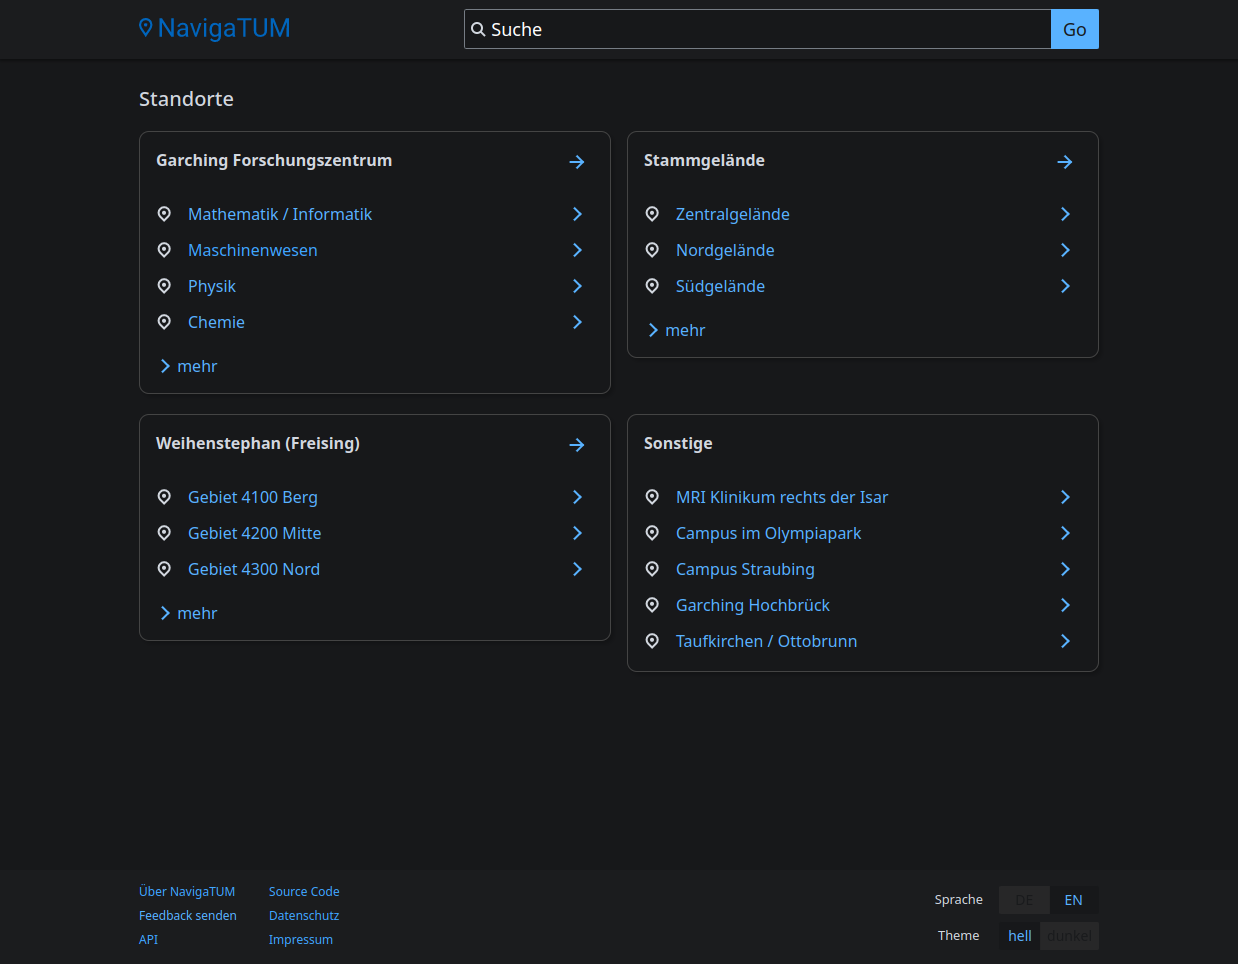 NavigaTUM
Suche
Go
Standorte
Garching Forschungszentrum
Mathematik / Informatik
Maschinenwesen
Physik
Chemie
mehr
Stammgelände
Zentralgelände
Nordgelände
Südgelände
mehr
Weihenstephan (Freising)
Gebiet 4100 Berg
Gebiet 4200 Mitte
Gebiet 4300 Nord
mehr
Sonstige
MRI Klinikum rechts der Isar
Campus im Olympiapark
Campus Straubing
Garching Hochbrück
Taufkirchen / Ottobrunn
Über NavigaTUM
Feedback senden
API
Source Code
Datenschutz
Impressum
Sprache DE EN
Theme hell dunkel